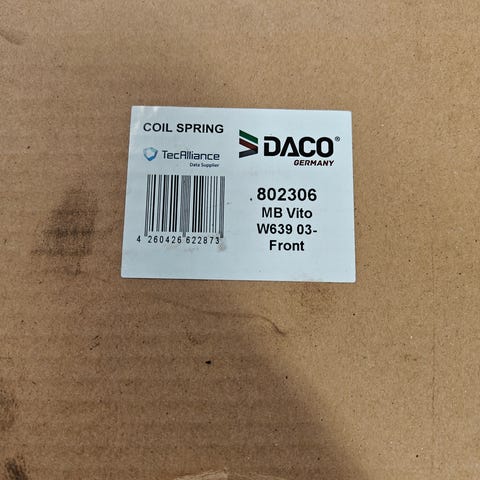 COIL SPRING
TecAlliance
Data Supplier
4 260426 622873
DACO®
GERMANY
802306
MB Vito
W639 03-
Front